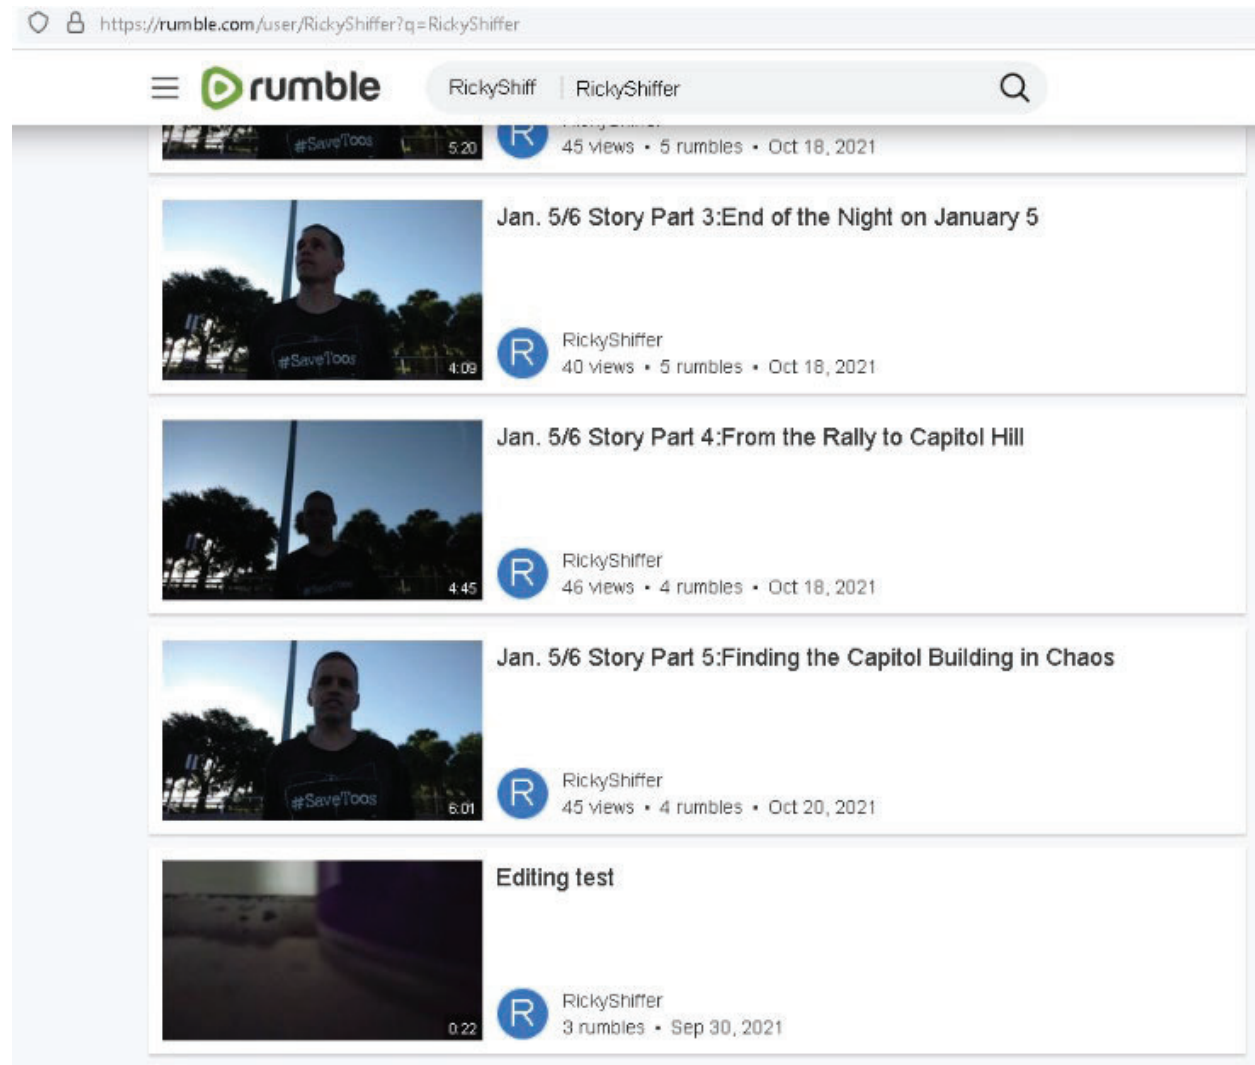 https://rumble.com/user/RickyShiffer?q=RickyShiffer
rumble
RickyShiff
RickyShiffer
#SaveToos
5:20
R
45 views • 5 rumbles • Oct 18, 2021
Jan. 5/6 Story Part 3:End of the Night on January 5
#SaveToos
4:09
R
RickyShiffer
40 views • 5 rumbles • Oct 18, 2021
Jan. 5/6 Story Part 4:From the Rally to Capitol Hill
4:45
R
RickyShiffer
46 views • 4 rumbles • Oct 18, 2021
Jan. 5/6 Story Part 5:Finding the Capitol Building in Chaos
#SaveToos
6:01
R
RickyShiffer
45 views • 4 rumbles • Oct 20, 2021
Editing test
0:22
R
RickyShiffer
3 rumbles • Sep 30, 2021